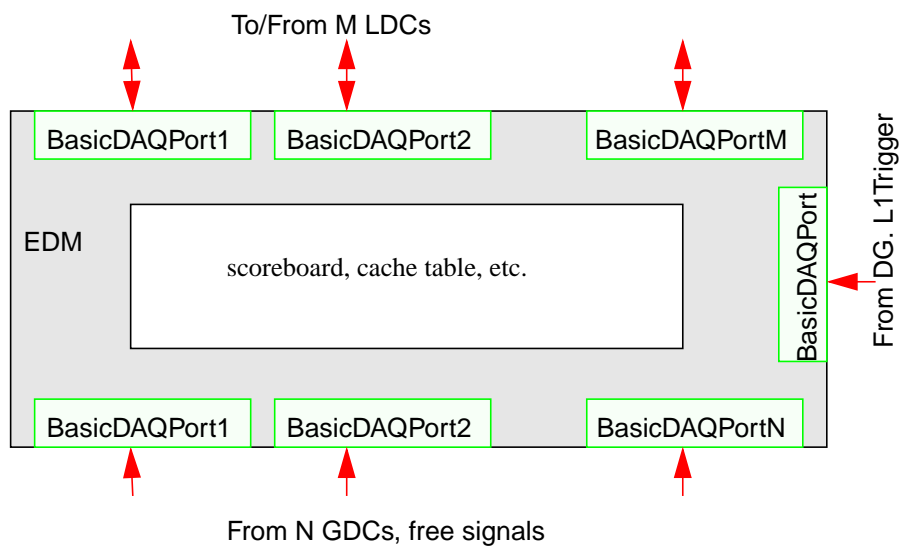 To/From M LDCs
BasicDAQPort1
BasicDAQPort2
BasicDAQPortM
EDM
scoreboard, cache table, etc.
BasicDAQPort
From DG. L1Trigger
BasicDAQPort1
BasicDAQPort2
BasicDAQPortN
From N GDCs, free signals